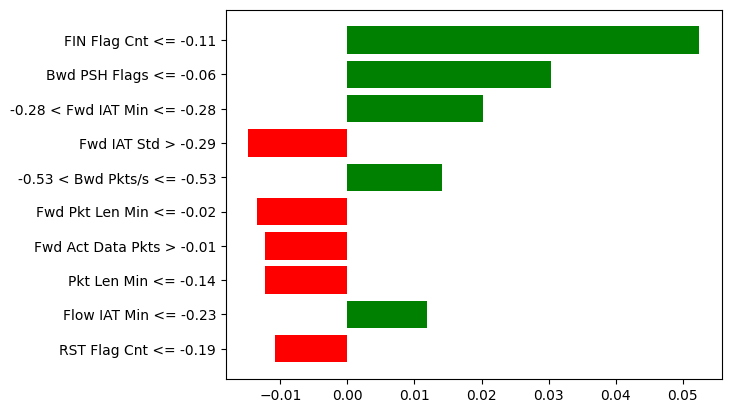 FIN Flag Cnt <= -0.11
Bwd PSH Flags <= -0.06
-0.28 < Fwd IAT Min <= -0.28
Fwd IAT Std > -0.29
-0.53 < Bwd Pkts/s <= -0.53
Fwd Pkt Len Min <= -0.02
Fwd Act Data Pkts > -0.01
Pkt Len Min <= -0.14
Flow IAT Min <= -0.23
RST Flag Cnt <= -0.19
−0.01 0.00 0.01 0.02 0.03 0.04 0.05